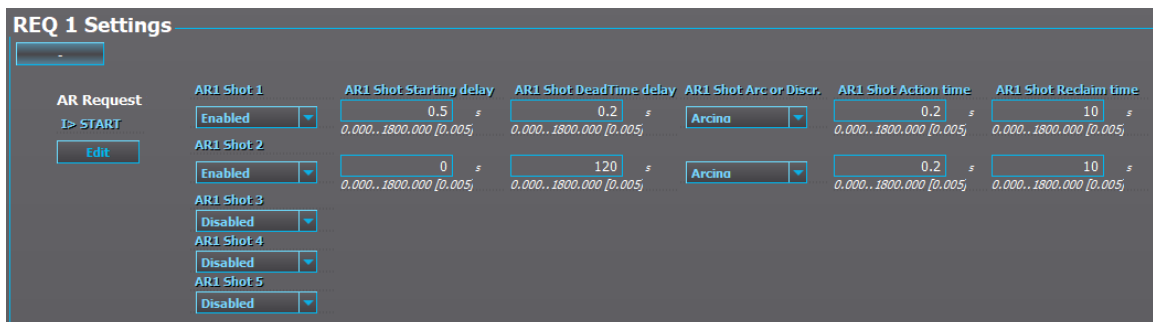 REQ 1 Settings
-
AR Request
I> START
Edit
AR1 Shot 1 AR1 Shot Starting delay AR1 Shot DeadTime delay AR1 Shot Arc or Discr. AR1 Shot Action time AR1 Shot Reclaim time
Enabled 0.5 s 0.2 s Arcing 0.2 s 10 s
0.000..1800.000 [0.005] 0.000..1800.000 [0.005] 0.000..1800.000 [0.005] 0.000..1800.000 [0.005]
AR1 Shot 2
Enabled 0 s 120 s Arcing 0.2 s 10 s
0.000..1800.000 [0.005] 0.000..1800.000 [0.005] 0.000..1800.000 [0.005] 0.000..1800.000 [0.005]
AR1 Shot 3
Disabled
AR1 Shot 4
Disabled
AR1 Shot 5
Disabled